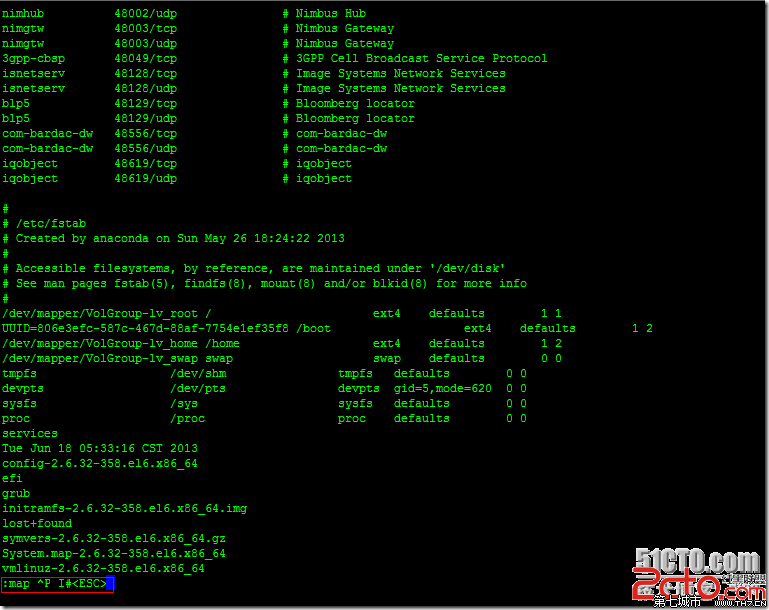 nimhub 48002/udp # Nimbus Hub
nimgtw 48003/tcp # Nimbus Gateway
nimgtw 48003/udp # Nimbus Gateway
3gpp-cbsp 48049/tcp # 3GPP Cell Broadcast Service Protocol
isnetserv 48128/tcp # Image Systems Network Services
isnetserv 48128/udp # Image Systems Network Services
blp5 48129/tcp # Bloomberg locator
blp5 48129/udp # Bloomberg locator
com-bardac-dw 48556/tcp # com-bardac-dw
com-bardac-dw 48556/udp # com-bardac-dw
iqobject 48619/tcp # iqobject
iqobject 48619/udp # iqobject
#
# /etc/fstab
# Created by anaconda on Sun May 26 18:24:22 2013
#
# Accessible filesystems, by reference, are maintained under '/dev/disk'
# See man pages fstab(5), findfs(8), mount(8) and/or blkid(8) for more info
#
/dev/mapper/VolGroup-lv_root / ext4 defaults 1 1
UUID=806e3efc-587c-467d-88af-7754e1ef35f8 /boot ext4 defaults 1 2
/dev/mapper/VolGroup-lv_home /home ext4 defaults 1 2
/dev/mapper/VolGroup-lv_swap swap swap defaults 0 0
tmpfs /dev/shm tmpfs defaults 0 0
devpts /dev/pts devpts gid=5,mode=620 0 0
sysfs /sys sysfs defaults 0 0
proc /proc proc defaults 0 0
services
Tue Jun 18 05:33:16 CST 2013
config-2.6.32-358.el6.x86_64
efi
grub
initramfs-2.6.32-358.el6.x86_64.img
lost+found
symvers-2.6.32-358.el6.x86_64.gz
System.map-2.6.32-358.el6.x86_64
vmlinuz-2.6.32-358.el6.x86_64
:map ^P I#<ESC>
51CTO.com
2cto
第七城市 WWW.TH7.CN